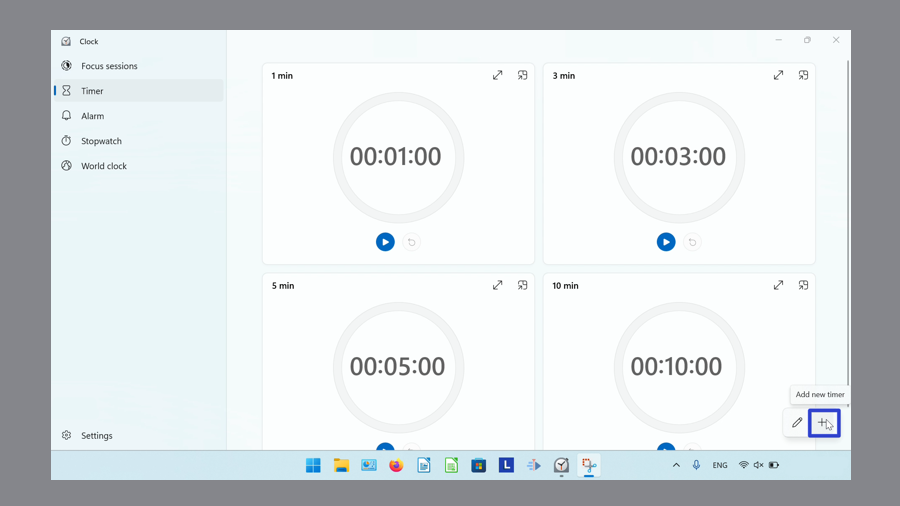 Clock
Focus sessions
Timer
Alarm
Stopwatch
World clock
Settings
1 min
00:01:00
3 min
00:03:00
5 min
00:05:00
10 min
00:10:00
Add new timer
L
ENG